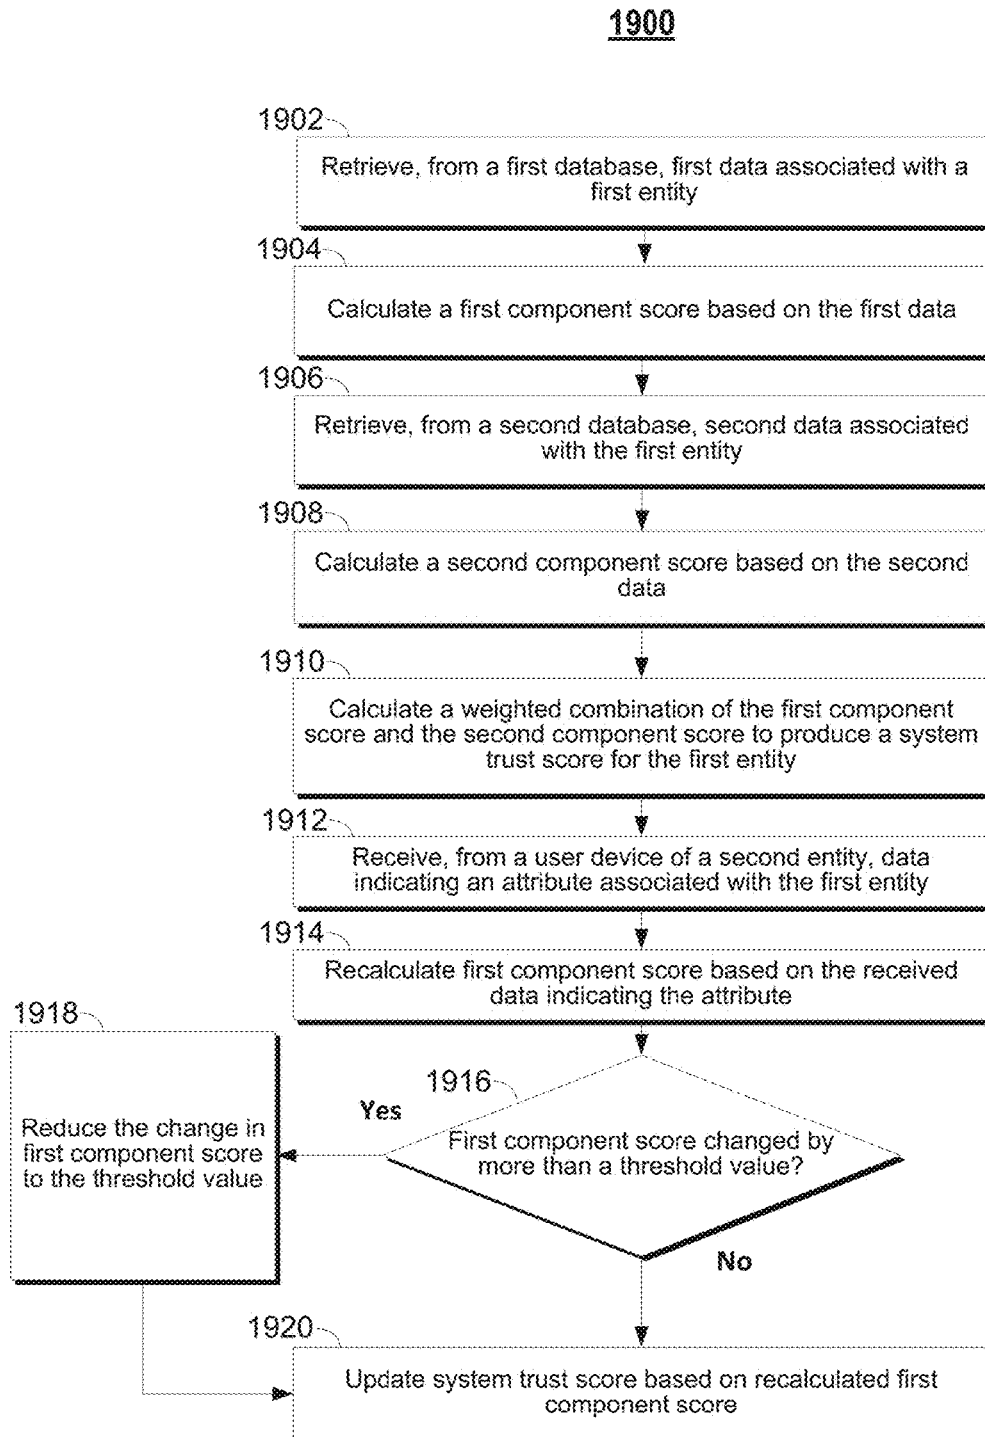 1900
1902
Retrieve, from a first database, first data associated with a
first entity
1904
Calculate a first component score based on the first data
1906
Retrieve, from a second database, second data associated
with the first entity
1908
Calculate a second component score based on the second
data
1910
Calculate a weighted combination of the first component
score and the second component score to produce a system
trust score for the first entity
1912
Receive, from a user device of a second entity, data
indicating an attribute associated with the first entity
1914
Recalculate first component score based on the received
data indicating the attribute
1916
First component score changed by
more than a threshold value?
Yes
1918
Reduce the change in
first component score
to the threshold value
No
1920
Update system trust score based on recalculated first
component score